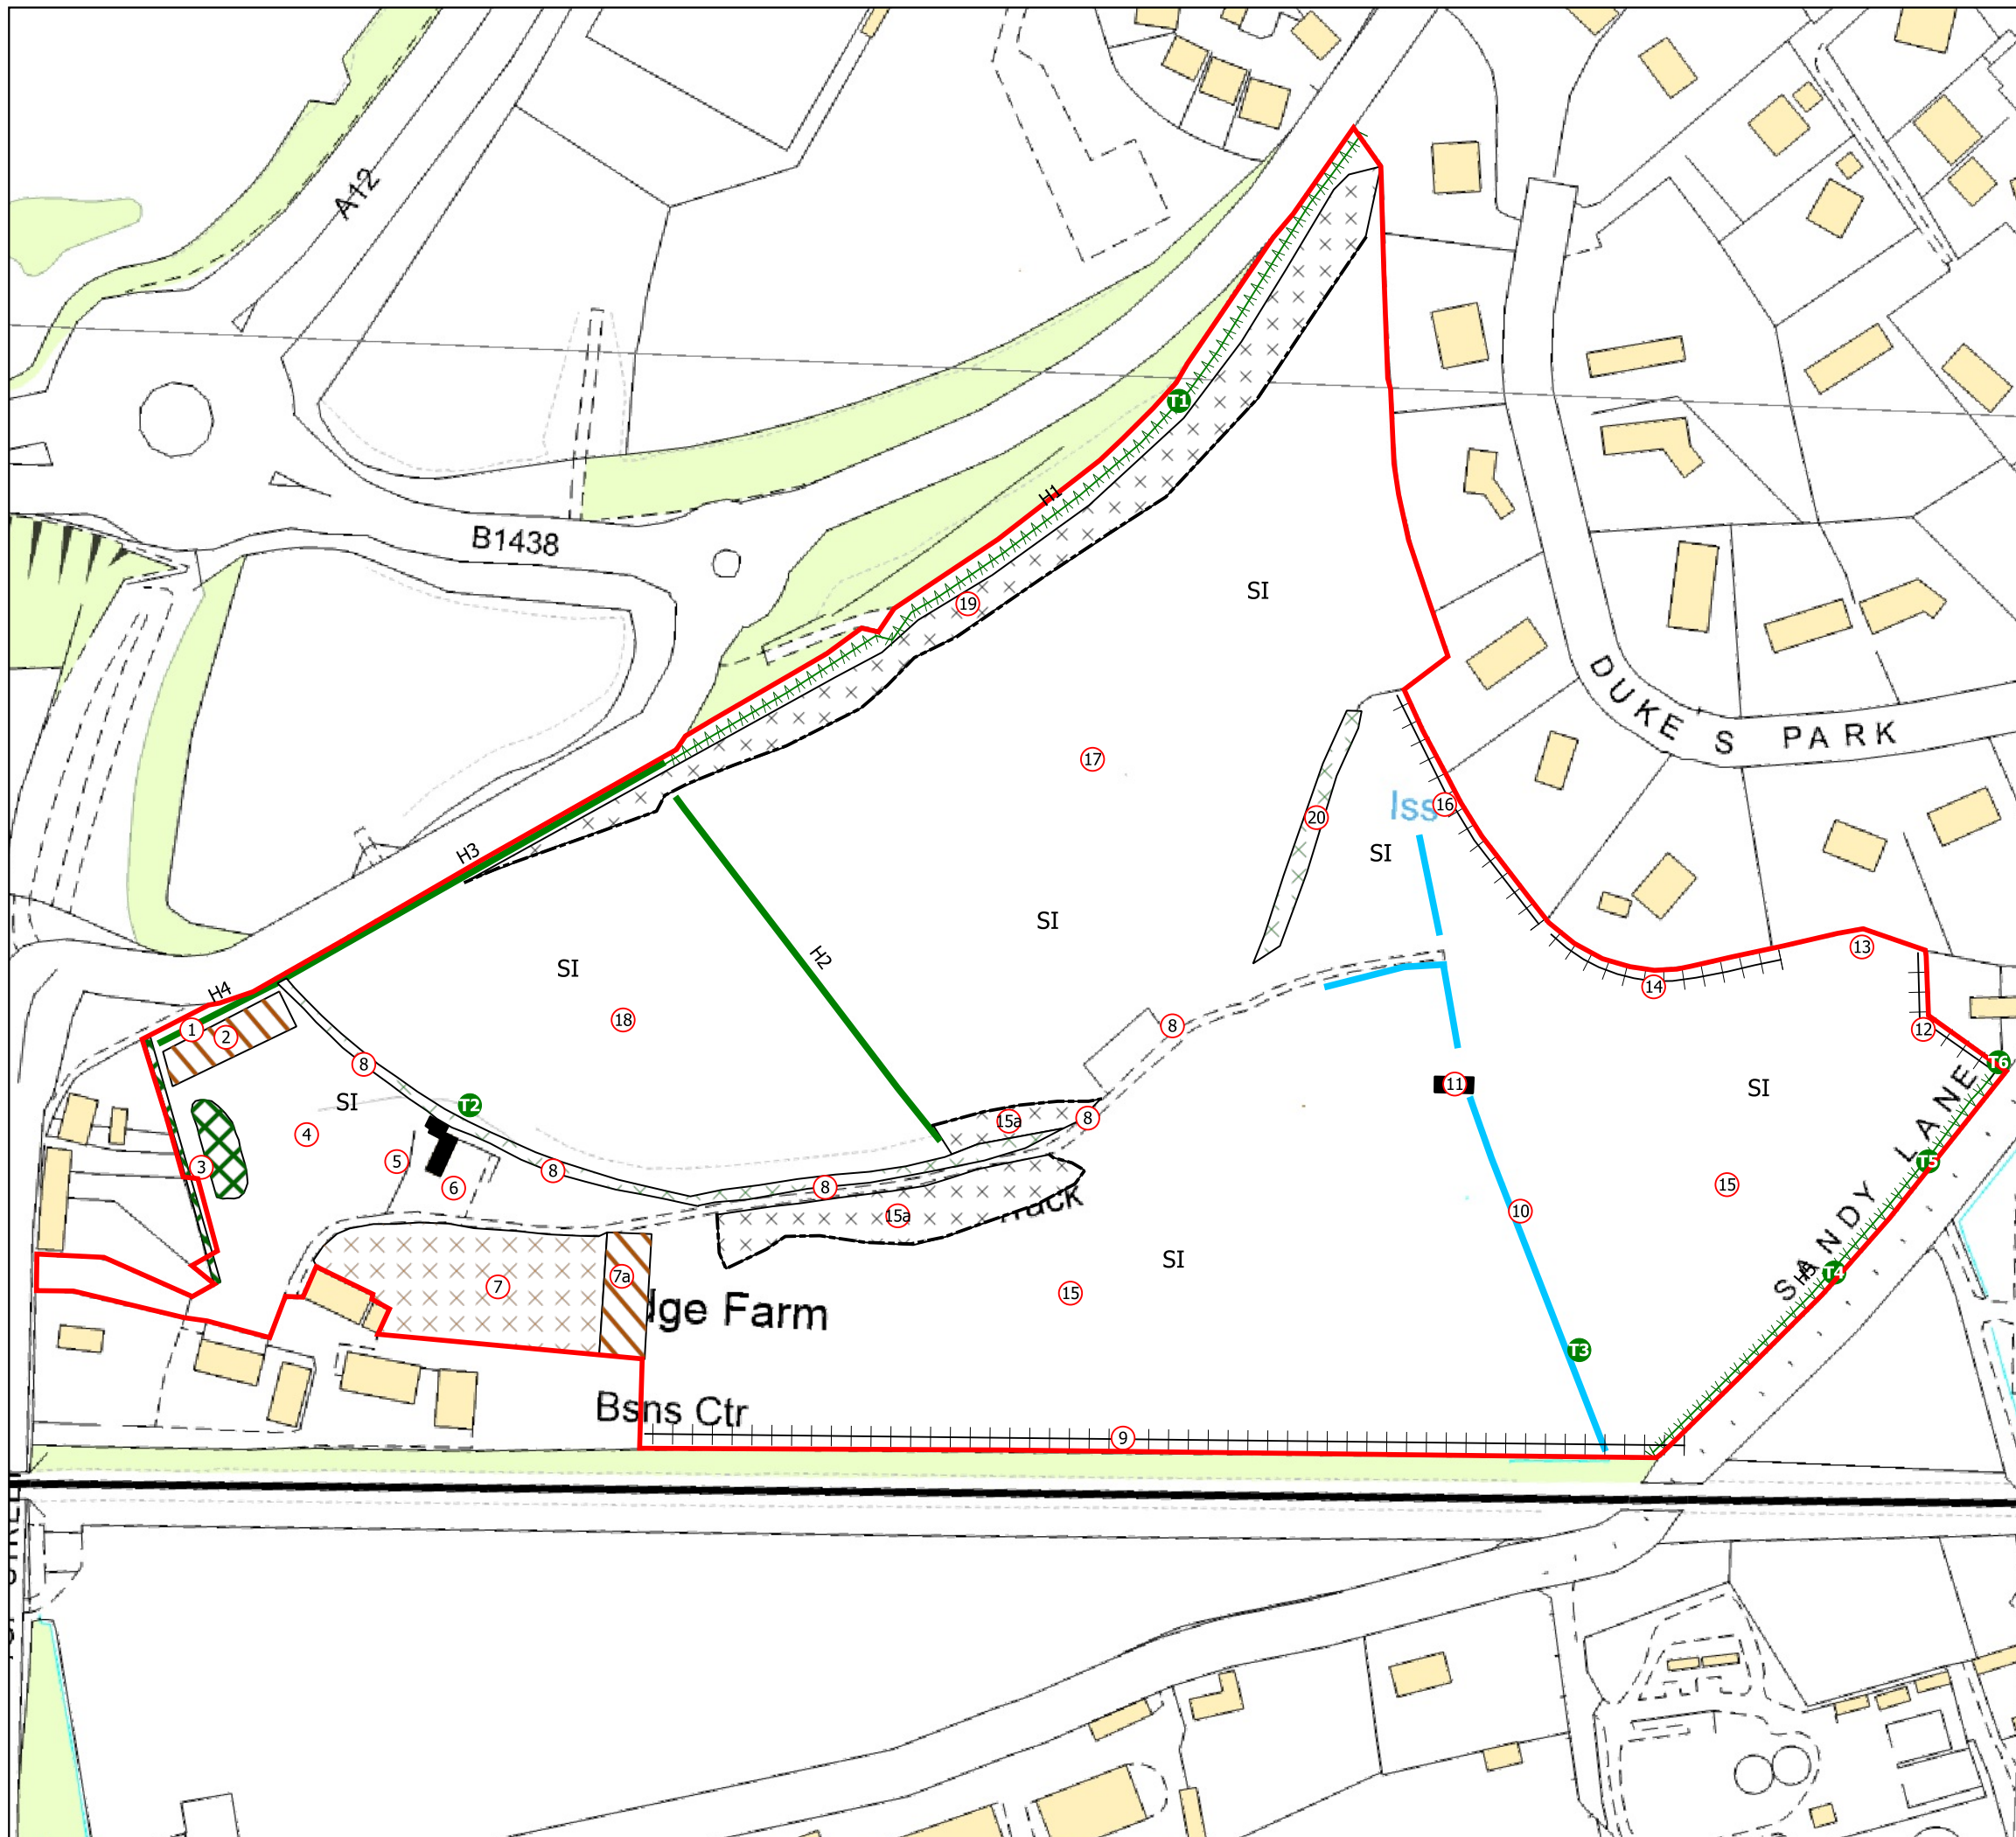 A12
B1438
T1
H1
19
SI
DUKE'S PARK
17
Iss
16
20
SI
H3
H2
SI
SI
13
14
H4
1
2
18
8
8
12
T6
11
SI
SI
T2
4
15a
8
LANE
T5
3
5
6
8
8
15a
15
10
SANDY
SI
H5
T4
7
7a
15
lge Farm
T3
Bsns Ctr
9